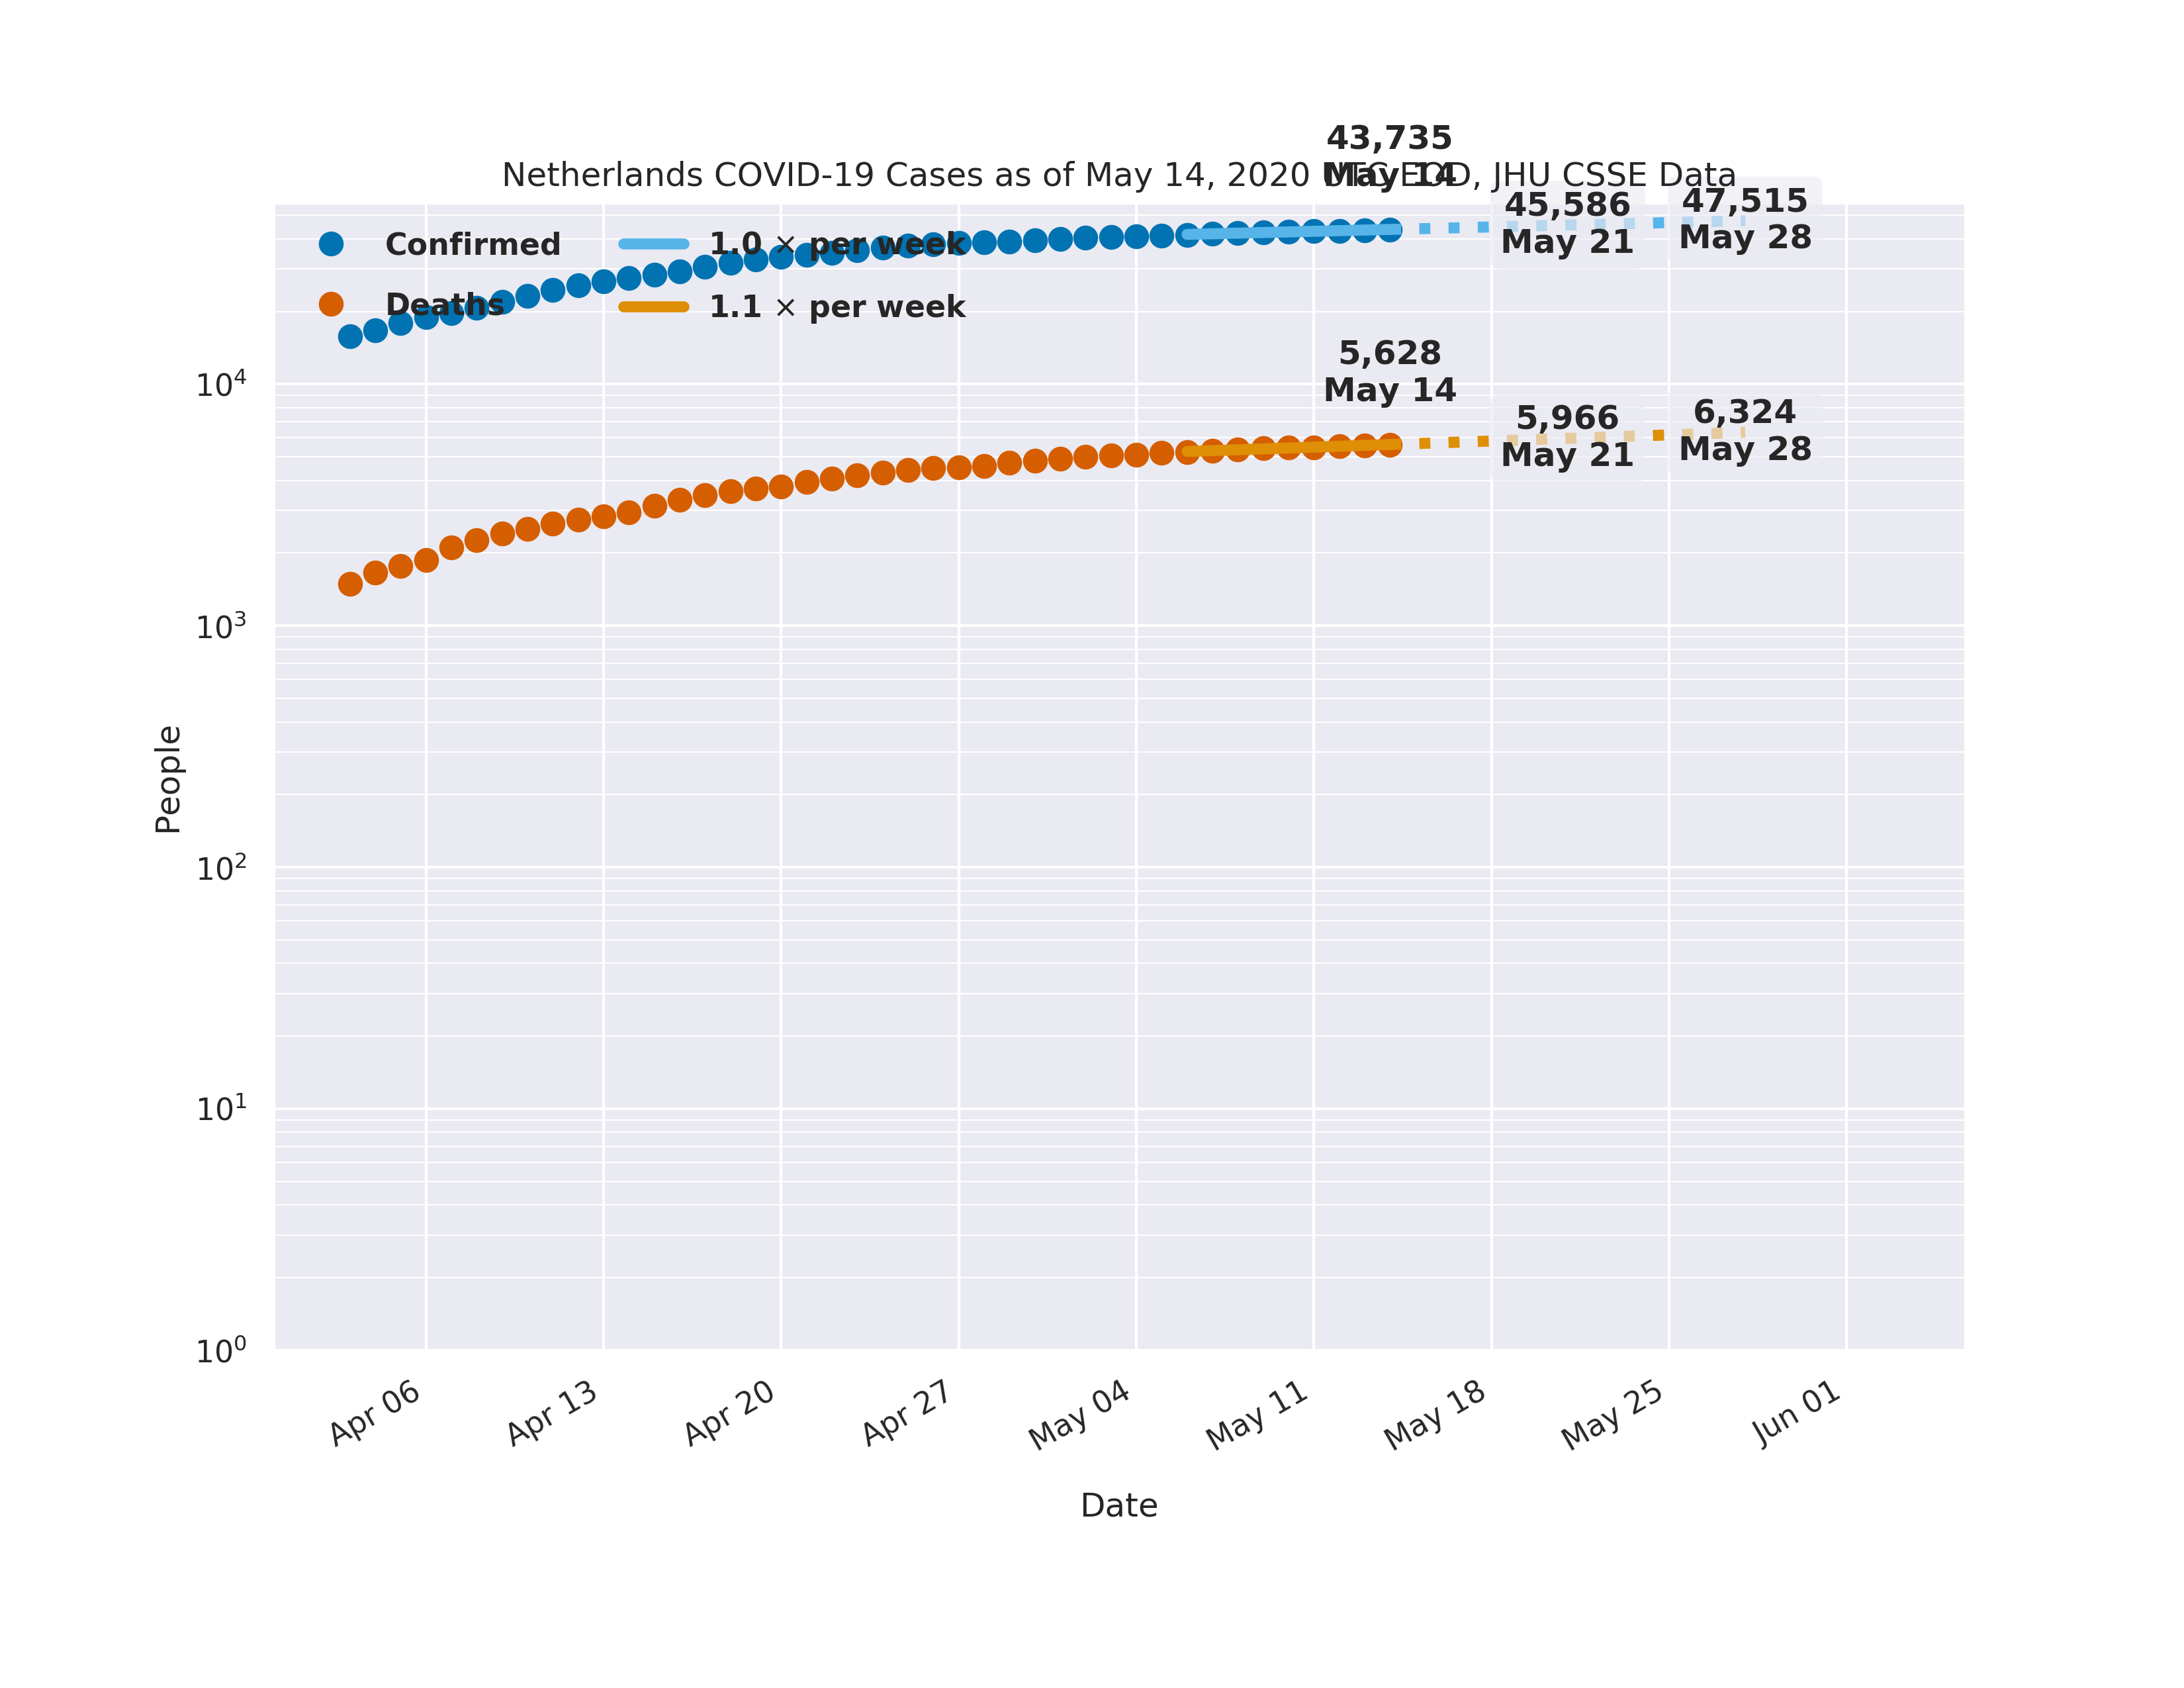 43,735
May 14
Netherlands COVID-19 Cases as of May 14, 2020 UTC EOD, JHU CSSE Data
45,586
May 21
47,515
May 28
Confirmed
1.0 × per week
Deaths
1.1 × per week
5,628
May 14
5,966
May 21
6,324
May 28
10⁴
10³
10²
10¹
10⁰
People
Apr 06
Apr 13
Apr 20
Apr 27
May 04
May 11
May 18
May 25
Jun 01
Date